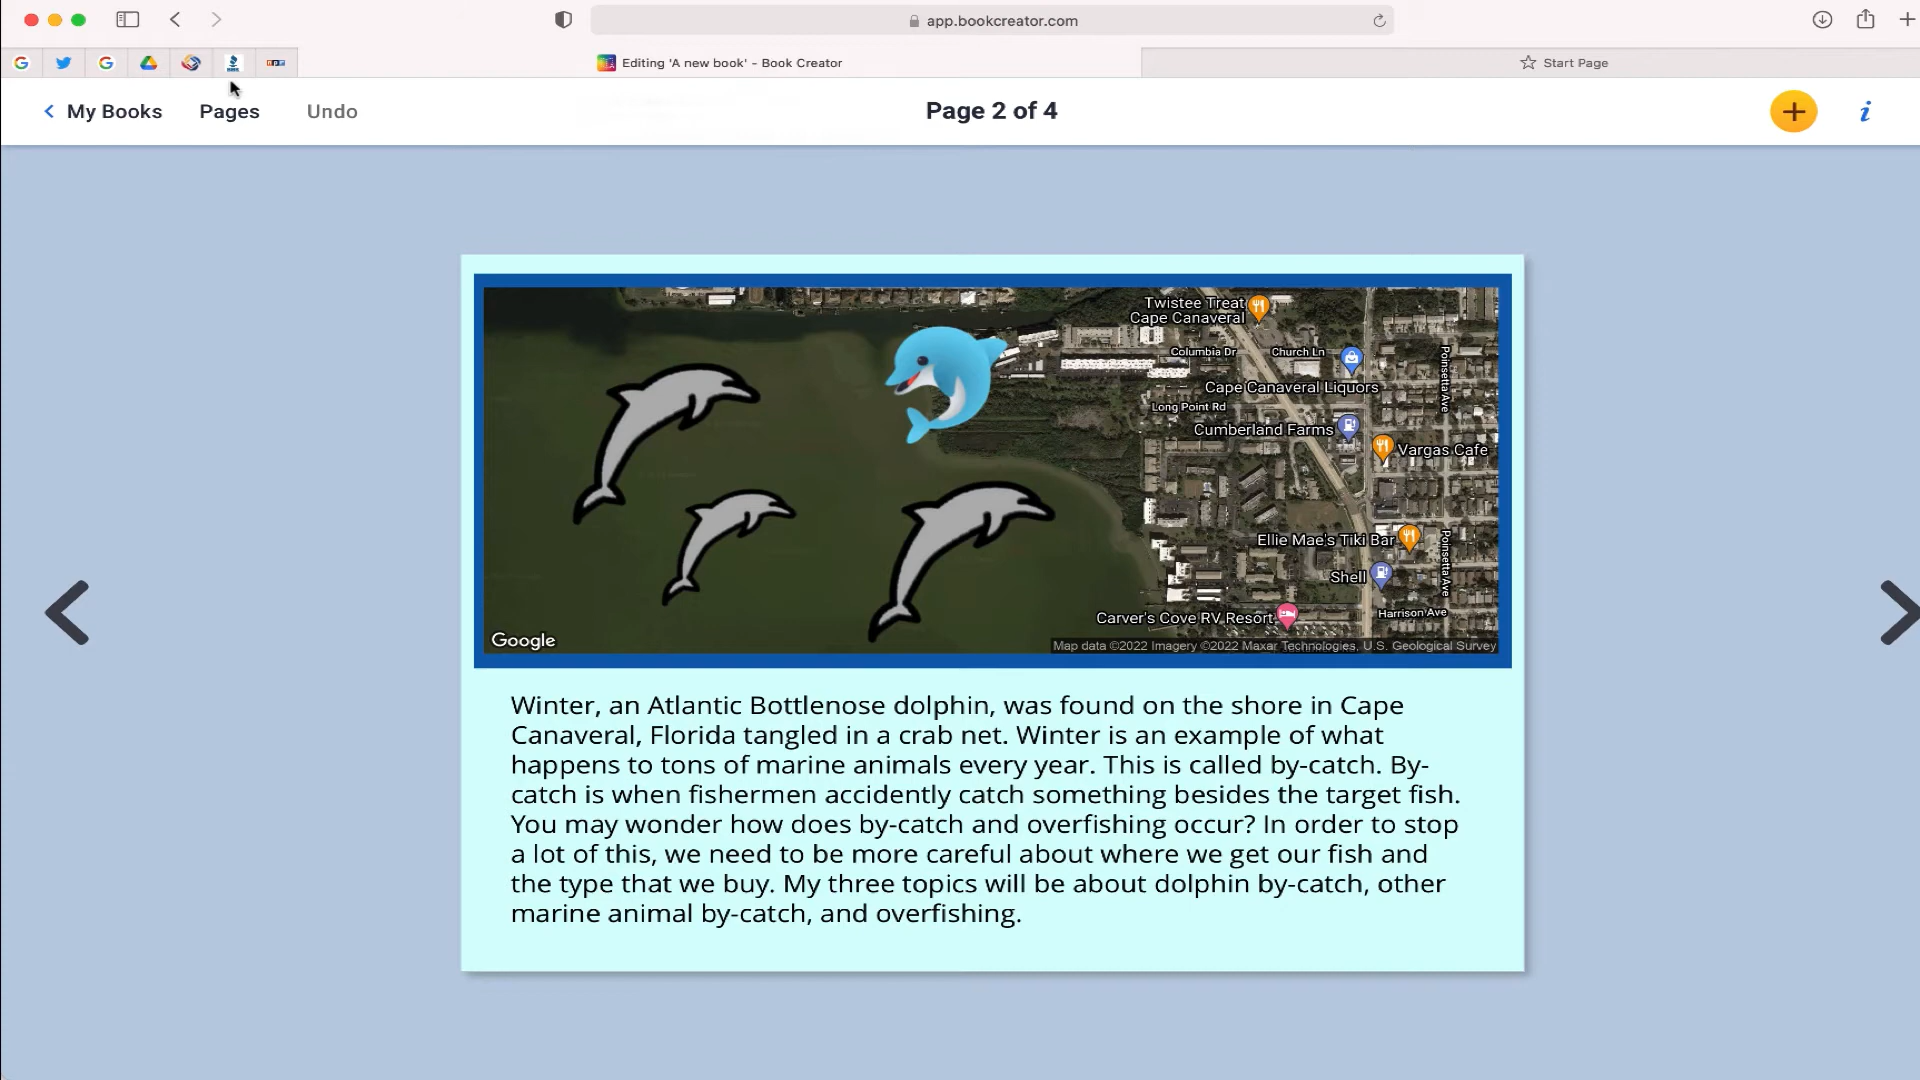 app.bookcreator.com
Editing 'A new book' - Book Creator
Start Page
My Books
Pages
Undo
Page 2 of 4
Twistee Treat
Cape Canaveral
Columbia Dr
Church Ln
Poinsetta Ave
Cape Canaveral Liquors
Long Point Rd
Cumberland Farms
Vargas Cafe
Ellie Mae's Tiki Bar
Poinsetta Ave
Shell
Harrison Ave
Carver's Cove RV Resort
Google
Map data ©2022 Imagery ©2022 Maxar Technologies, U.S. Geological Survey
Winter, an Atlantic Bottlenose dolphin, was found on the shore in Cape
Canaveral, Florida tangled in a crab net. Winter is an example of what
happens to tons of marine animals every year. This is called by-catch. By-
catch is when fishermen accidently catch something besides the target fish.
You may wonder how does by-catch and overfishing occur? In order to stop
a lot of this, we need to be more careful about where we get our fish and
the type that we buy. My three topics will be about dolphin by-catch, other
marine animal by-catch, and overfishing.